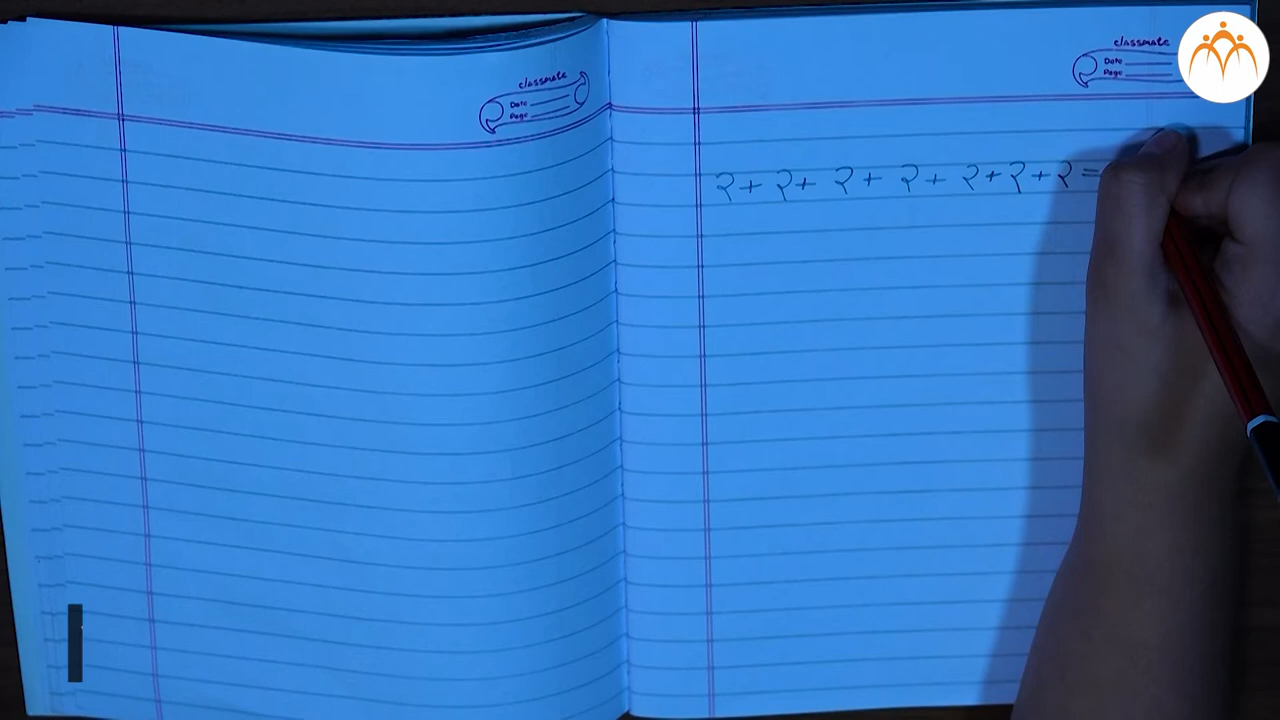 classmate
Date
Page
classmate
Date
Page
२ + २ + २ + २ + २ + २ + २ =